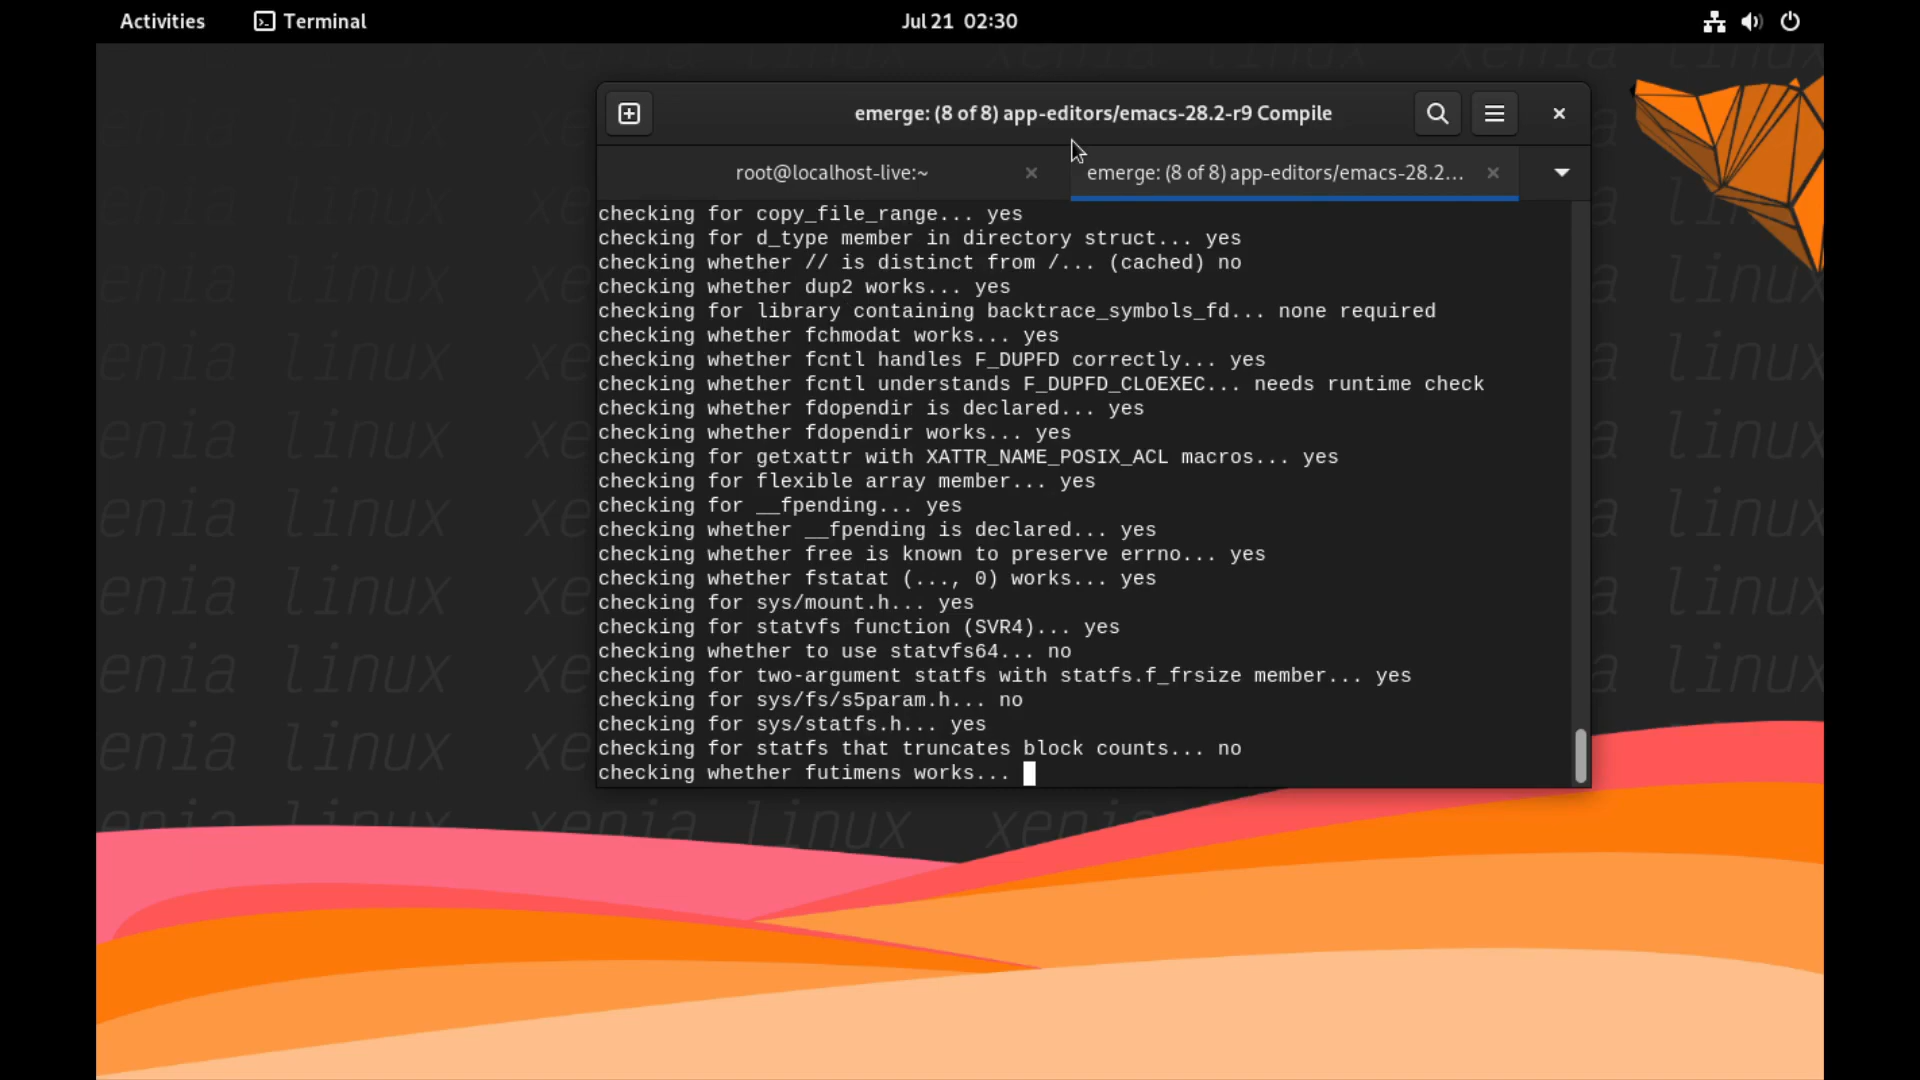 Activities
Terminal
Jul 21 02:30
emerge: (8 of 8) app-editors/emacs-28.2-r9 Compile
root@localhost-live:~
emerge: (8 of 8) app-editors/emacs-28.2...
checking for copy_file_range... yes
checking for d_type member in directory struct... yes
checking whether // is distinct from /... (cached) no
checking whether dup2 works... yes
checking for library containing backtrace_symbols_fd... none required
checking whether fchmodat works... yes
checking whether fcntl handles F_DUPFD correctly... yes
checking whether fcntl understands F_DUPFD_CLOEXEC... needs runtime check
checking whether fdopendir is declared... yes
checking whether fdopendir works... yes
checking for getxattr with XATTR_NAME_POSIX_ACL macros... yes
checking for flexible array member... yes
checking for __fpending... yes
checking whether __fpending is declared... yes
checking whether free is known to preserve errno... yes
checking whether fstatat (..., 0) works... yes
checking for sys/mount.h... yes
checking for statvfs function (SVR4)... yes
checking whether to use statvfs64... no
checking for two-argument statfs with statfs.f_frsize member... yes
checking for sys/fs/s5param.h... no
checking for sys/statfs.h... yes
checking for statfs that truncates block counts... no
checking whether futimens works...
xenia linux